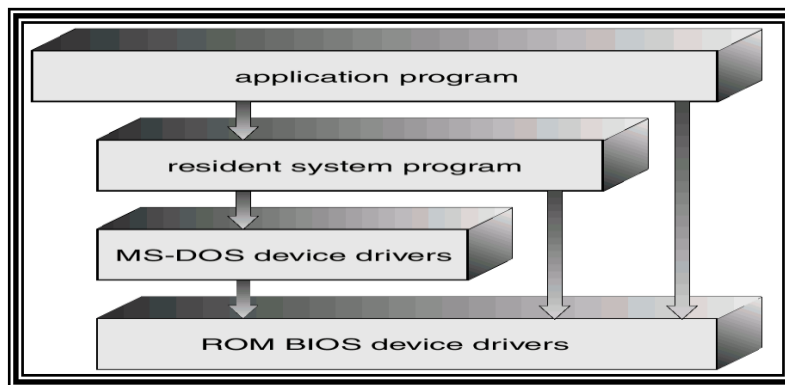 application program
resident system program
MS-DOS device drivers
ROM BIOS device drivers